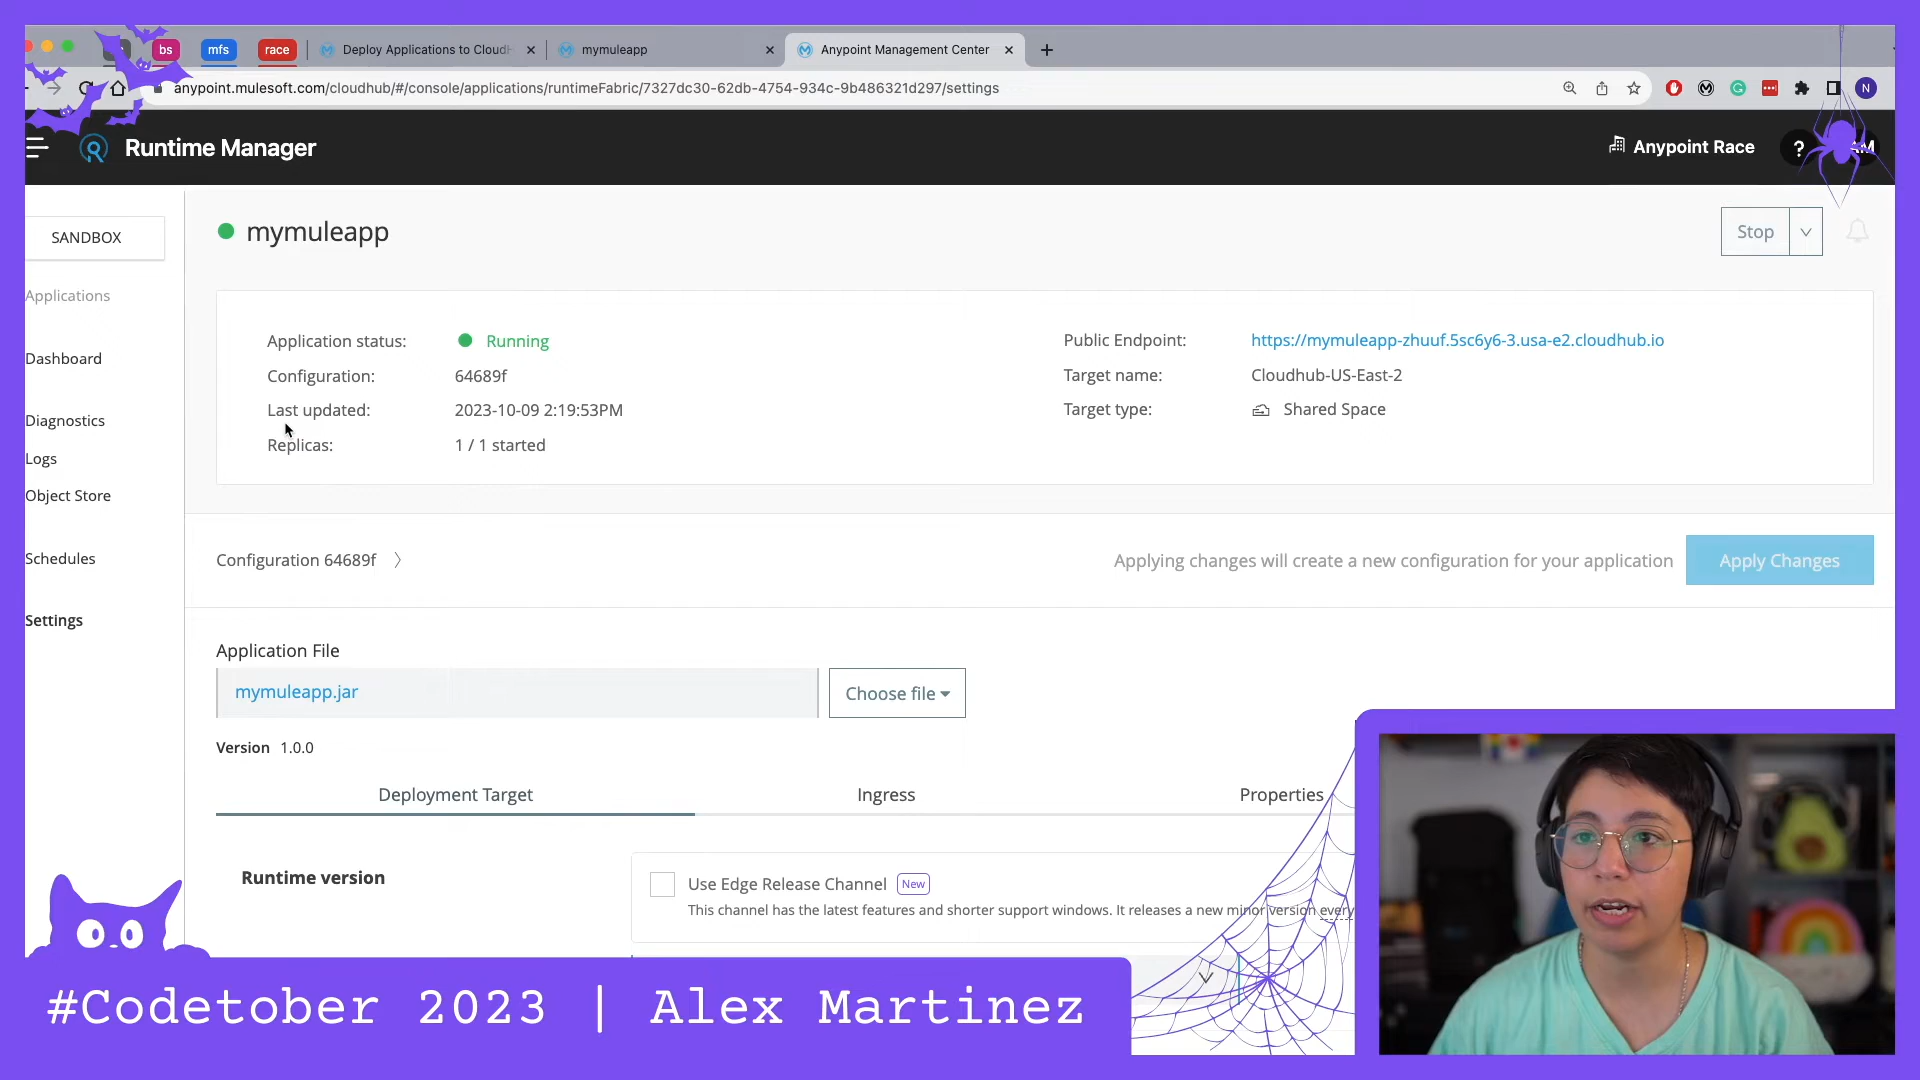 bs
mfs
race
Deploy Applications to Cloud
mymuleapp
Anypoint Management Center
anypoint.mulesoft.com/cloudhub/#/console/applications/runtimeFabric/7327dc30-62db-4754-934c-9b486321d297/settings
N
Runtime Manager
Anypoint Race
?
AM
SANDBOX
Applications
Dashboard
Diagnostics
Logs
Object Store
Schedules
Settings
mymuleapp
Stop
Application status: Running
Configuration: 64689f
Last updated: 2023-10-09 2:19:53PM
Replicas: 1 / 1 started
Public Endpoint: https://mymuleapp-zhuuf.5sc6y6-3.usa-e2.cloudhub.io
Target name: Cloudhub-US-East-2
Target type: Shared Space
Configuration 64689f
Applying changes will create a new configuration for your application
Apply Changes
Application File
mymuleapp.jar
Choose file
Version 1.0.0
Deployment Target
Ingress
Properties
Runtime version
Use Edge Release Channel New
This channel has the latest features and shorter support windows. It releases a new minor version every
#Codetober 2023 | Alex Martinez